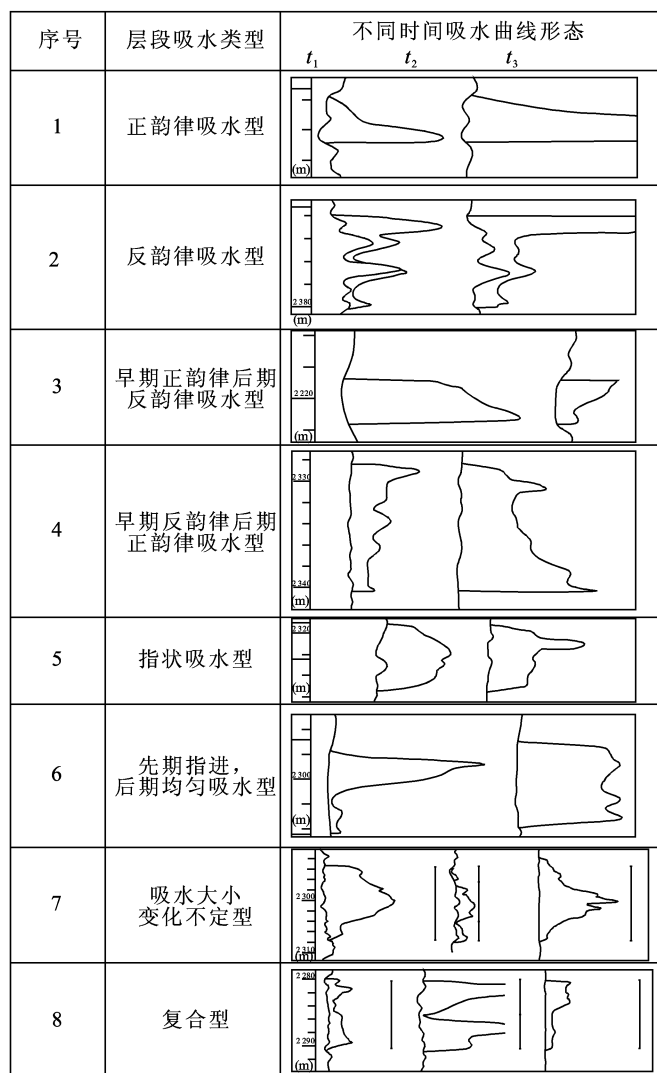 序号 层段吸水类型 不同时间吸水曲线形态
t₁ t₂ t₃
1 正韵律吸水型
(m)
2 反韵律吸水型
2 380
(m)
3 早期正韵律后期
反韵律吸水型
2 220
(m)
4 早期反韵律后期
正韵律吸水型
2 330
2 340
(m)
5 指状吸水型
2 320
(m)
6 先期指进，
后期均匀吸水型
2 300
(m)
7 吸水大小
变化不定型
2 300
2 310
(m)
8 复合型
2 280
2 290
(m)